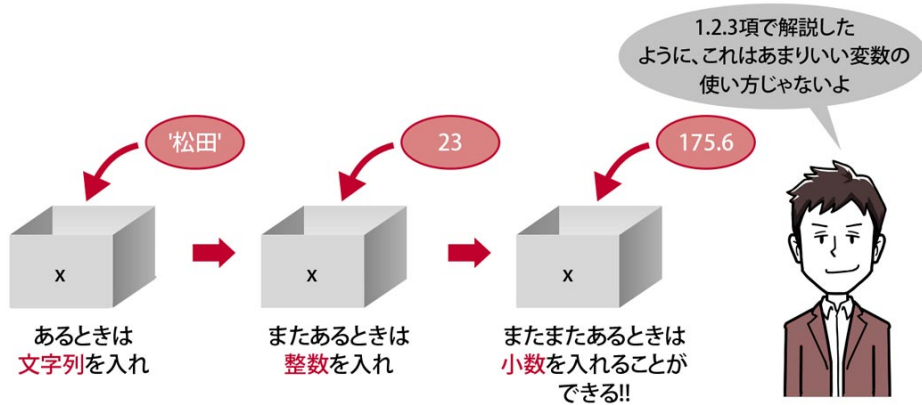 1.2.3項で解説した
ように、これはあまりいい変数の
使い方じゃないよ
'松田'
23
175.6
x
x
x
あるときは
文字列を入れ
またあるときは
整数を入れ
またまたあるときは
小数を入れることが
できる!!